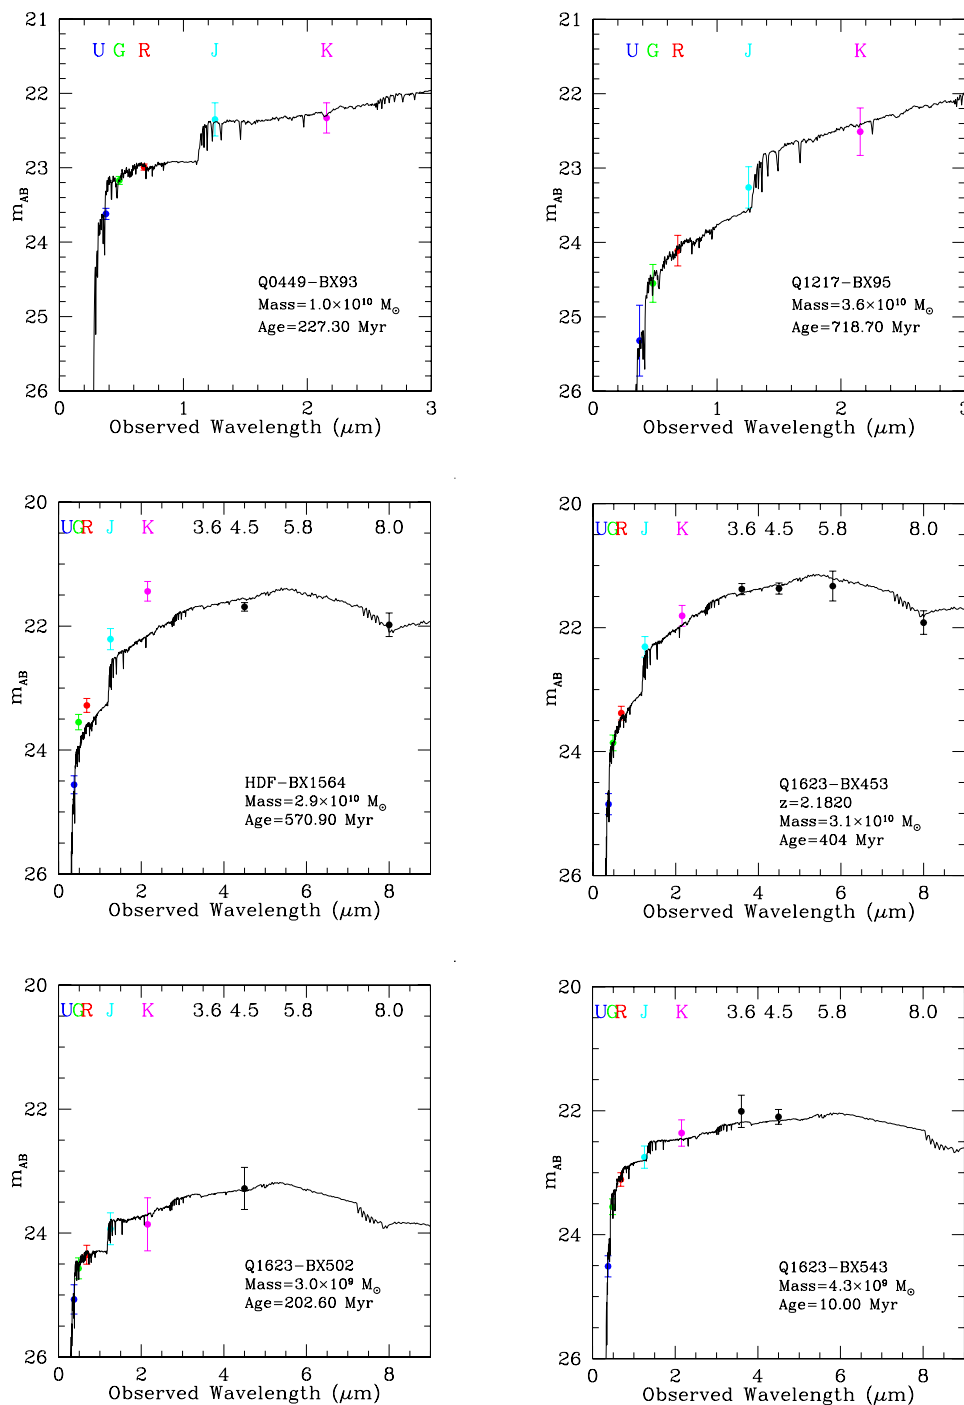 21
22
23
24
25
26
m_AB
U G R J K
Q0449−BX93
Mass=1.0×10¹⁰ M⊙
Age=227.30 Myr
0 1 2 3
Observed Wavelength (μm)
21
22
23
24
25
26
m_AB
U G R J K
Q1217−BX95
Mass=3.6×10¹⁰ M⊙
Age=718.70 Myr
0 1 2 3
Observed Wavelength (μm)
20
22
24
26
m_AB
U G R J K 3.6 4.5 5.8 8.0
HDF−BX1564
Mass=2.9×10¹⁰ M⊙
Age=570.90 Myr
0 2 4 6 8
Observed Wavelength (μm)
20
22
24
26
m_AB
U G R J K 3.6 4.5 5.8 8.0
Q1623−BX453
z=2.1820
Mass=3.1×10¹⁰ M⊙
Age=404 Myr
0 2 4 6 8
Observed Wavelength (μm)
20
22
24
26
m_AB
U G R J K 3.6 4.5 5.8 8.0
Q1623−BX502
Mass=3.0×10⁹ M⊙
Age=202.60 Myr
0 2 4 6 8
Observed Wavelength (μm)
20
22
24
26
m_AB
U G R J K 3.6 4.5 5.8 8.0
Q1623−BX543
Mass=4.3×10⁹ M⊙
Age=10.00 Myr
0 2 4 6 8
Observed Wavelength (μm)